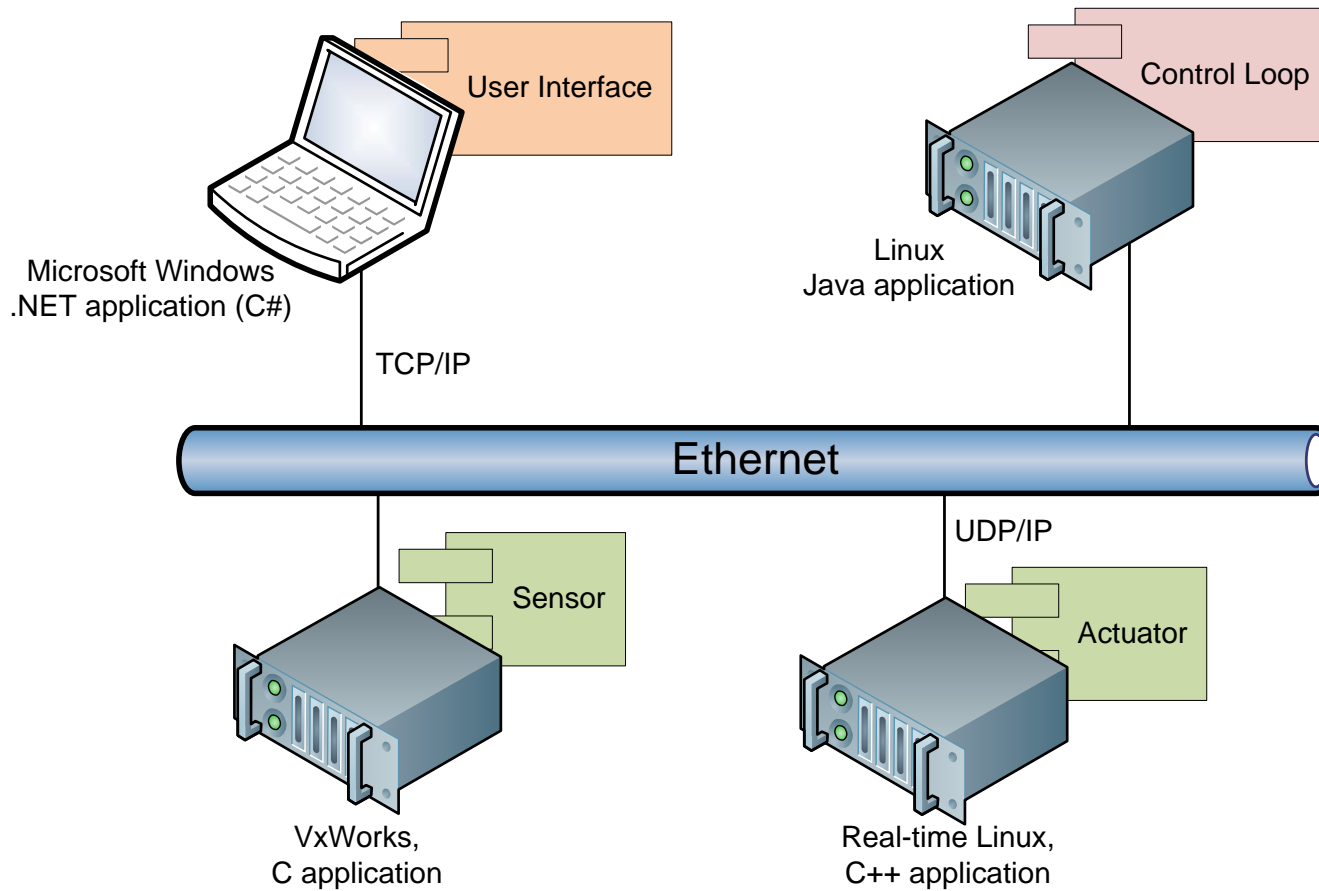 User Interface
Control Loop
Microsoft Windows
.NET application (C#)
Linux
Java application
TCP/IP
Ethernet
UDP/IP
Sensor
Actuator
VxWorks,
C application
Real-time Linux,
C++ application